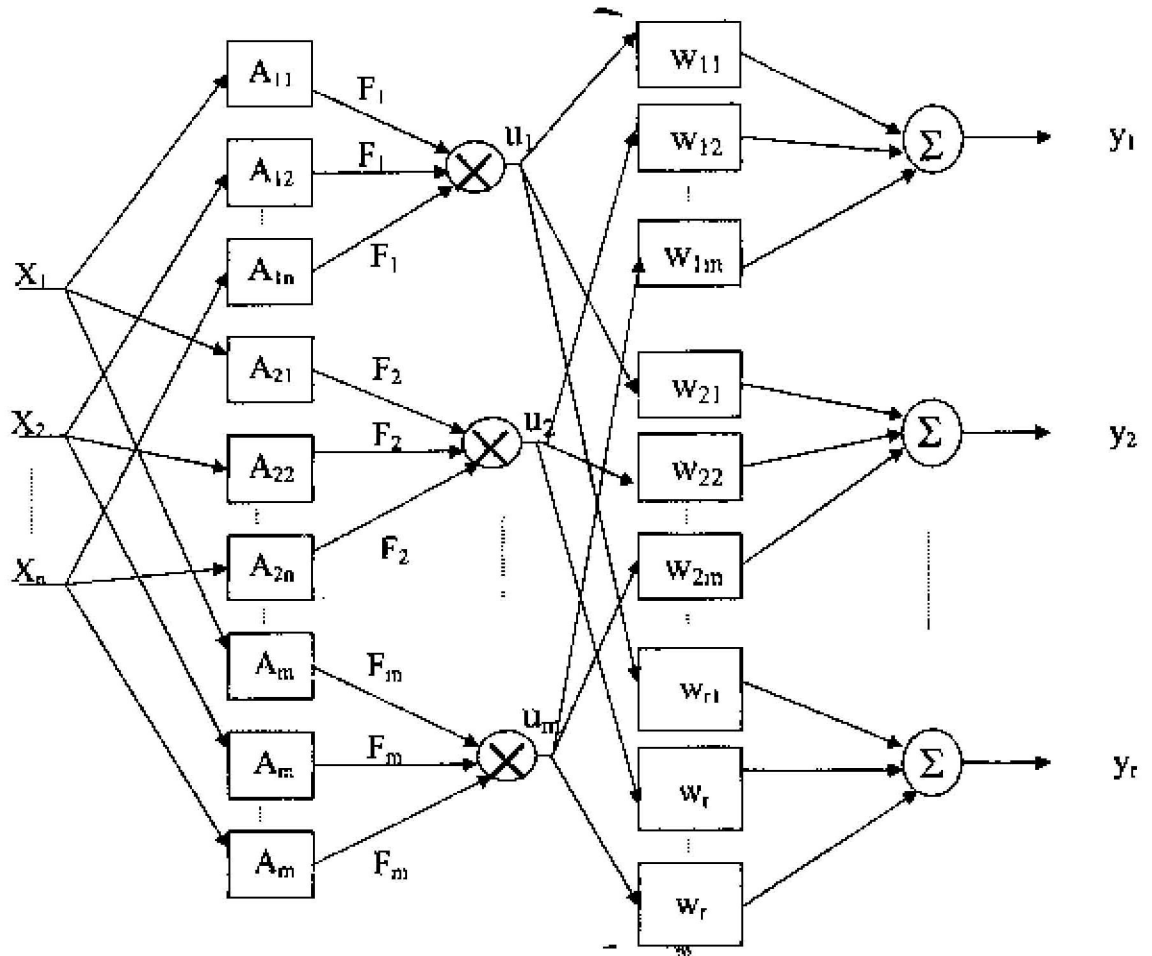 X₁
X₂
Xₙ
A₁₁
A₁₂
A₁ₙ
A₂₁
A₂₂
A₂ₙ
Aₘ
Aₘ
Aₘ
F₁
F₁
F₁
F₂
F₂
F₂
Fₘ
Fₘ
Fₘ
u₁
u₂
uₘ
w₁₁
w₁₂
w₁ₘ
w₂₁
w₂₂
w₂ₘ
wᵣ₁
wᵣ
wᵣ
Σ
Σ
Σ
y₁
y₂
yᵣ